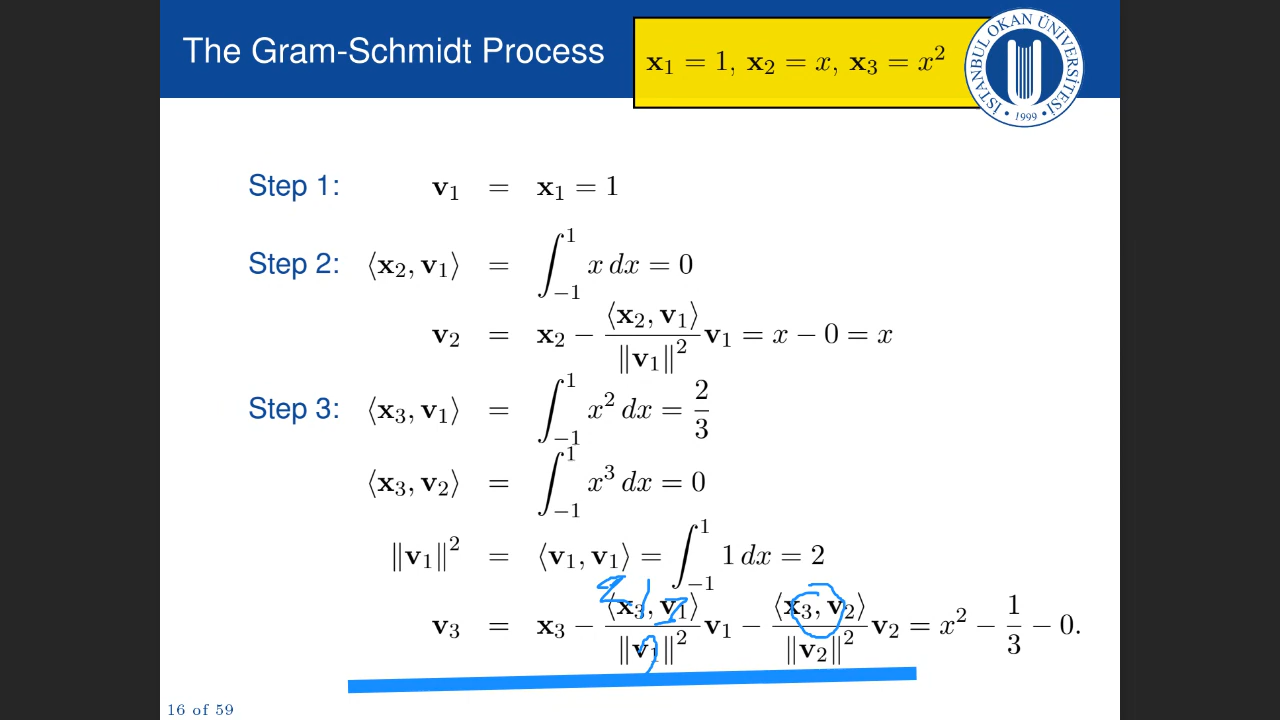 The Gram-Schmidt Process
x₁ = 1, x₂ = x, x₃ = x²
İSTANBUL OKAN ÜNİVERSİTESİ • 1999 •
Step 1: v₁ = x₁ = 1
Step 2: ⟨x₂, v₁⟩ = ∫₋₁¹ x dx = 0
v₂ = x₂ − ⟨x₂, v₁⟩/‖v₁‖² v₁ = x − 0 = x
Step 3: ⟨x₃, v₁⟩ = ∫₋₁¹ x² dx = 2/3
⟨x₃, v₂⟩ = ∫₋₁¹ x³ dx = 0
‖v₁‖² = ⟨v₁, v₁⟩ = ∫₋₁¹ 1 dx = 2
v₃ = x₃ − ⟨x₃, v₁⟩/‖v₁‖² v₁ − ⟨x₃, v₂⟩/‖v₂‖² v₂ = x² − 1/3 − 0.
16 of 59